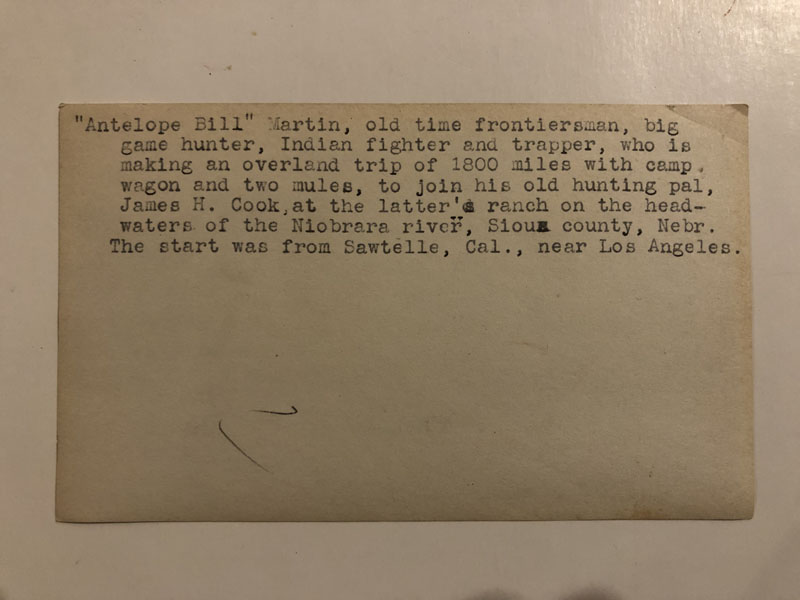 "Antelope Bill" Martin, old time frontiersman, big
game hunter, Indian fighter and trapper, who is
making an overland trip of 1800 miles with camp
wagon and two mules, to join his old hunting pal,
James H. Cook, at the latter's ranch on the head-
waters of the Niobrara river, Sioux county, Nebr.
The start was from Sawtelle, Cal., near Los Angeles.